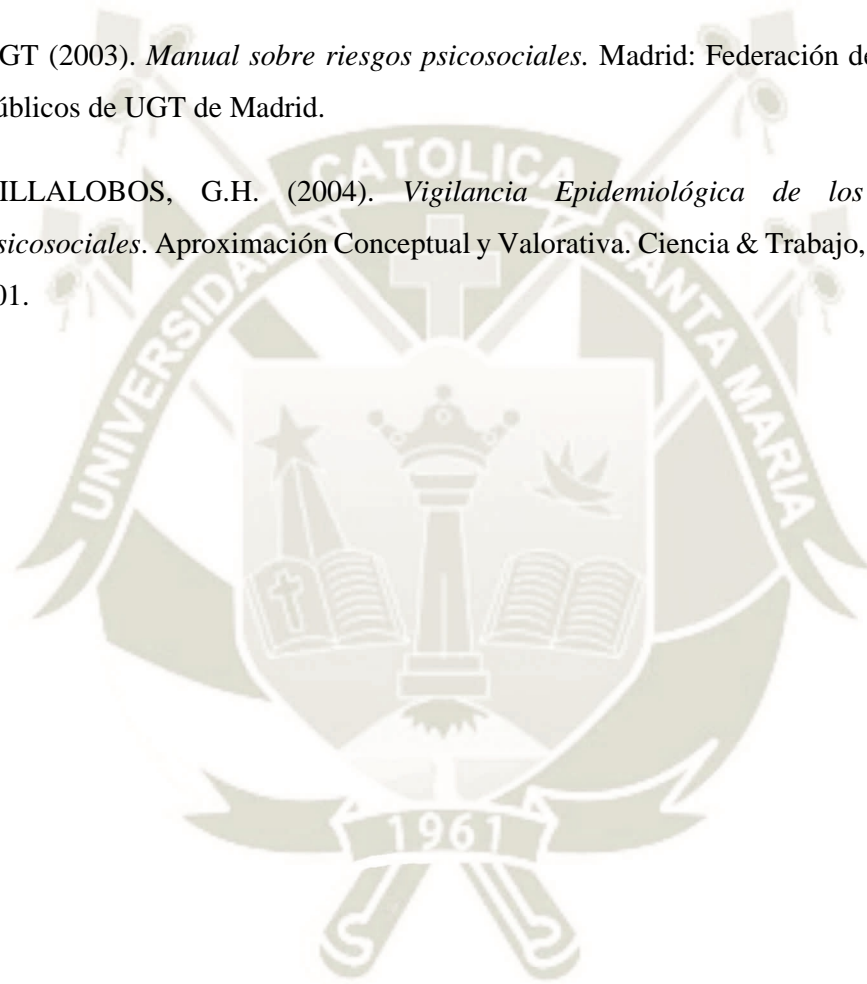 GT (2003). Manual sobre riesgos psicosociales. Madrid: Federación de
úblicos de UGT de Madrid.
ILLALOBOS, G.H. (2004). Vigilancia Epidemiológica de los
sicosociales. Aproximación Conceptual y Valorativa. Ciencia & Trabajo,
01.
UNIVERSIDAD CATOLICA SANTA MARIA
1961